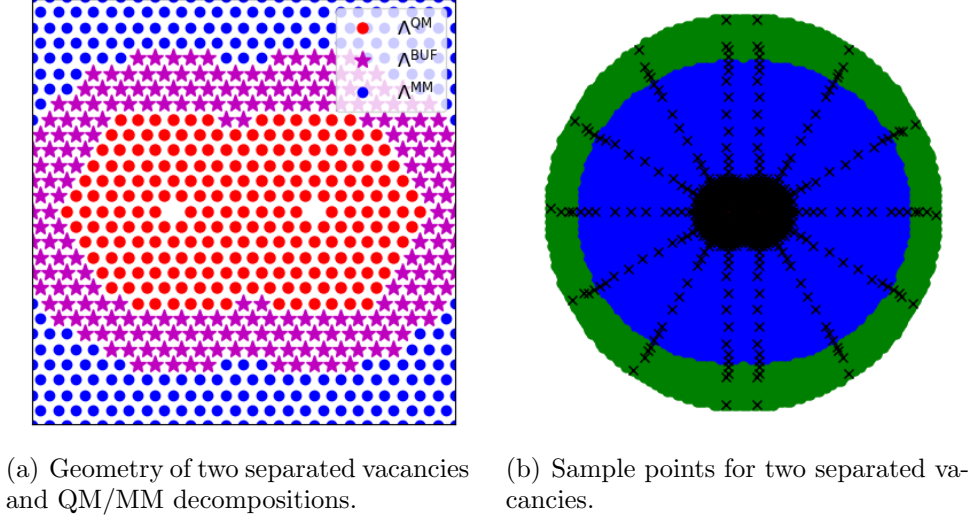 Λ^QM
Λ^BUF
Λ^MM
(a) Geometry of two separated vacancies
and QM/MM decompositions.
(b) Sample points for two separated va-
cancies.